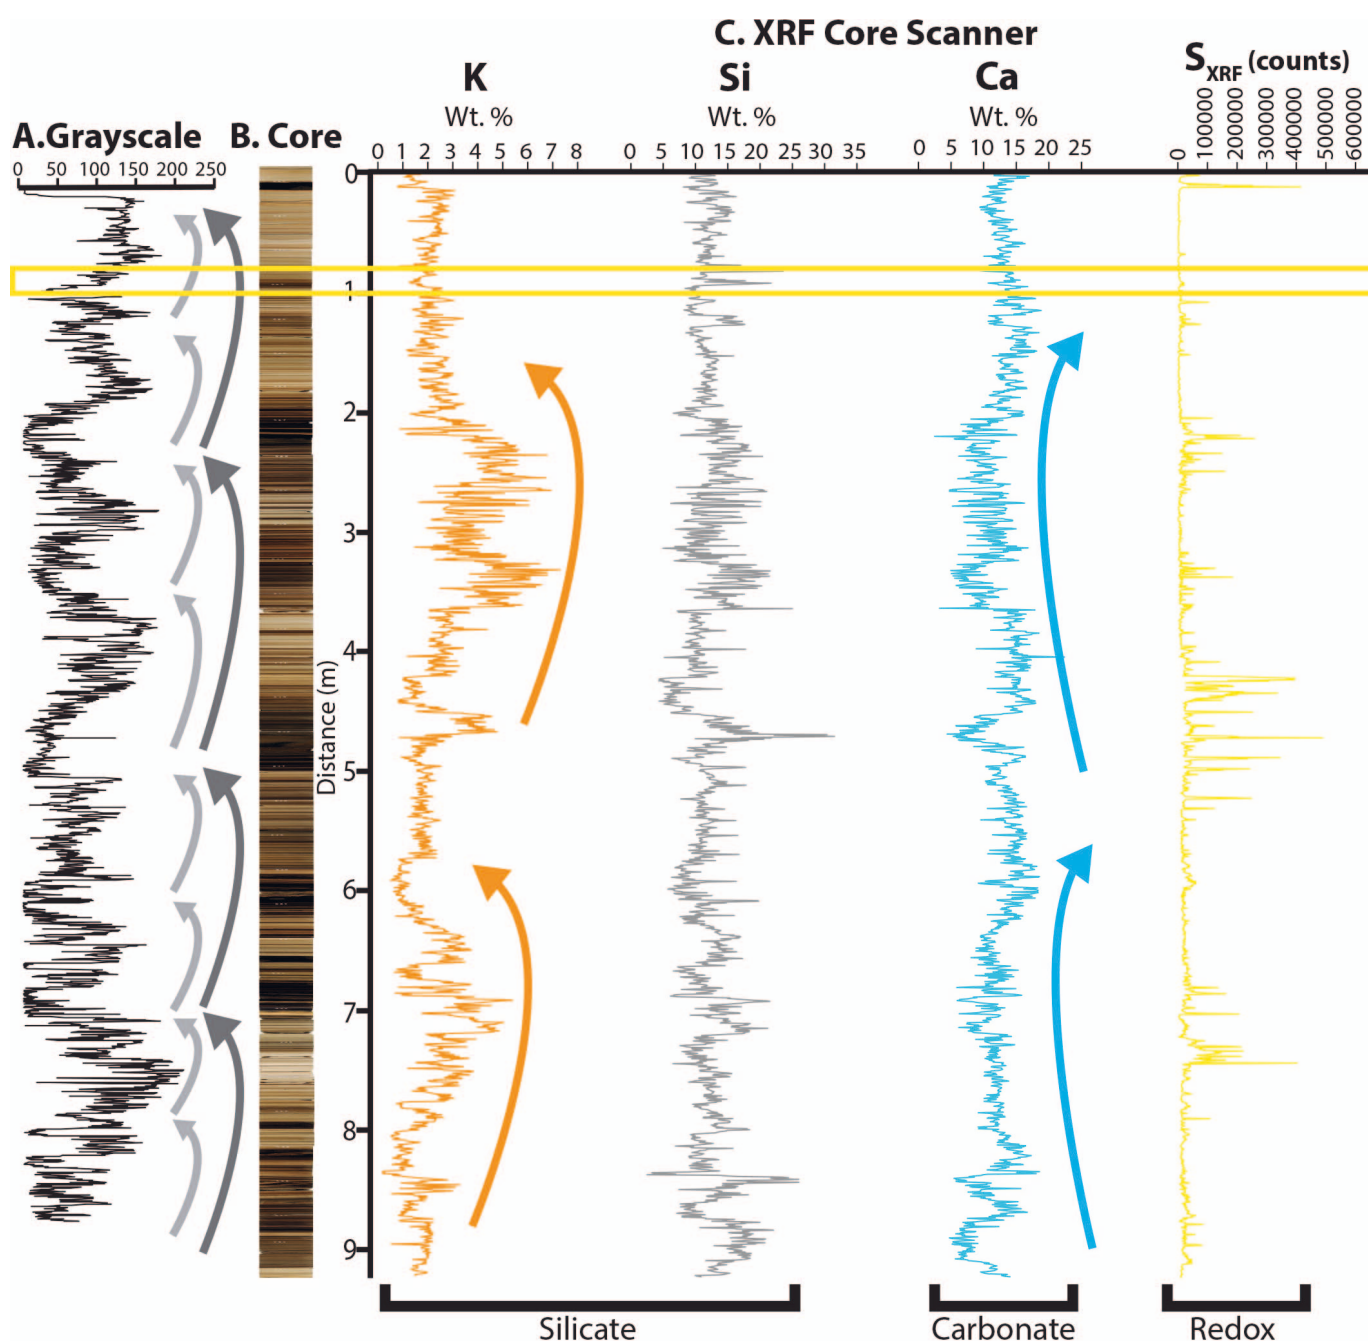 C. XRF Core Scanner
K Si Ca S XRF (counts)
Wt. % Wt. % Wt. %
A.Grayscale B. Core
0 50 100 150 200 250
0 1 2 3 4 5 6 7 8
0 5 10 15 20 25 30 35
0 5 10 15 20 25
0 100000 200000 300000 400000 500000 600000
0
1
2
3
4
5
6
7
8
9
Distance (m)
Silicate Carbonate Redox